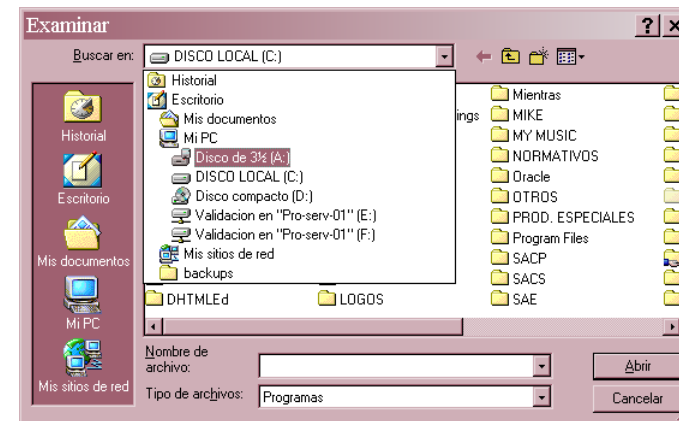 Examinar
Buscar en:
DISCO LOCAL (C:)
Historial
Escritorio
Mis documentos
Mi PC
Disco de 3½ (A:)
DISCO LOCAL (C:)
Disco compacto (D:)
Validacion en "Pro-serv-01" (E:)
Validacion en "Pro-serv-01" (F:)
Mis sitios de red
backups
Historial
Escritorio
Mis documentos
Mi PC
Mis sitios de red
ings
DHTMLEd
LOGOS
Mientras
MIKE
MY MUSIC
NORMATIVOS
Oracle
OTROS
PROD. ESPECIALES
Program Files
SACP
SACS
SAE
Nombre de
archivo:
Abrir
Tipo de archivos:
Programas
Cancelar